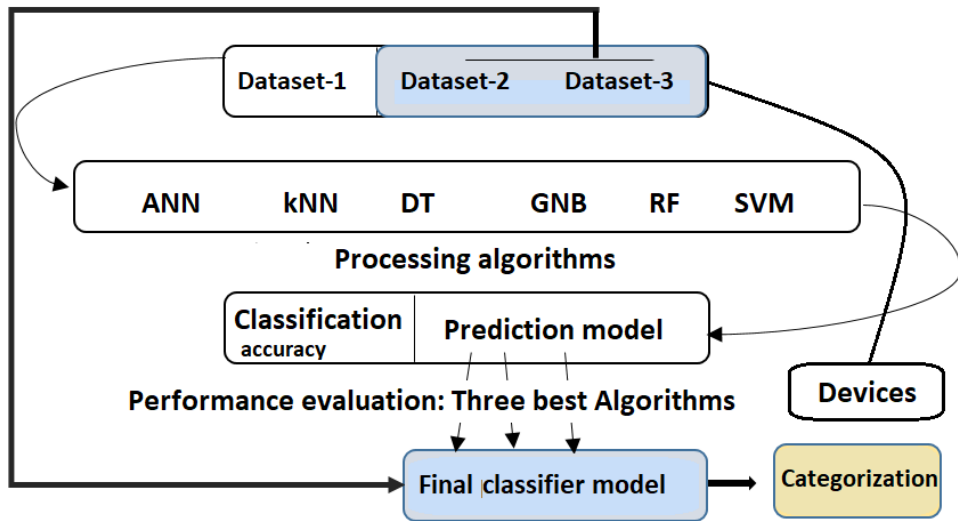 Dataset-1 Dataset-2 Dataset-3
ANN kNN DT GNB RF SVM
Processing algorithms
Classification
accuracy
Prediction model
Performance evaluation: Three best Algorithms
Devices
Final classifier model
Categorization